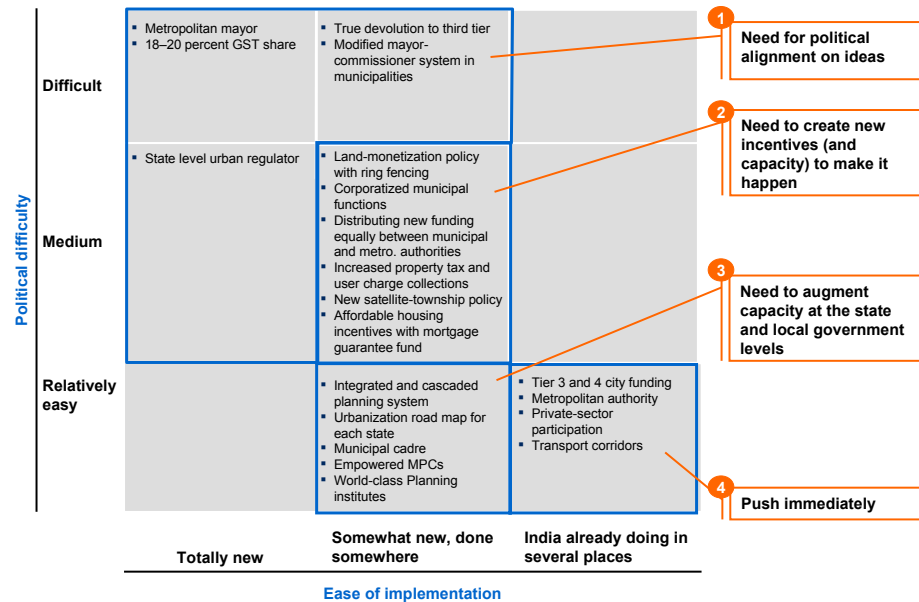 Political difficulty
Difficult
Metropolitan mayor
18–20 percent GST share
True devolution to third tier
Modified mayor-
commissioner system in
municipalities
1
Need for political
alignment on ideas
Medium
State level urban regulator
Land-monetization policy
with ring fencing
Corporatized municipal
functions
Distributing new funding
equally between municipal
and metro. authorities
Increased property tax and
user charge collections
New satellite-township policy
Affordable housing
incentives with mortgage
guarantee fund
2
Need to create new
incentives (and
capacity) to make it
happen
Relatively
easy
Integrated and cascaded
planning system
Urbanization road map for
each state
Municipal cadre
Empowered MPCs
World-class Planning
institutes
3
Need to augment
capacity at the state
and local government
levels
Tier 3 and 4 city funding
Metropolitan authority
Private-sector
participation
Transport corridors
4
Push immediately
Totally new
Somewhat new, done
somewhere
India already doing in
several places
Ease of implementation